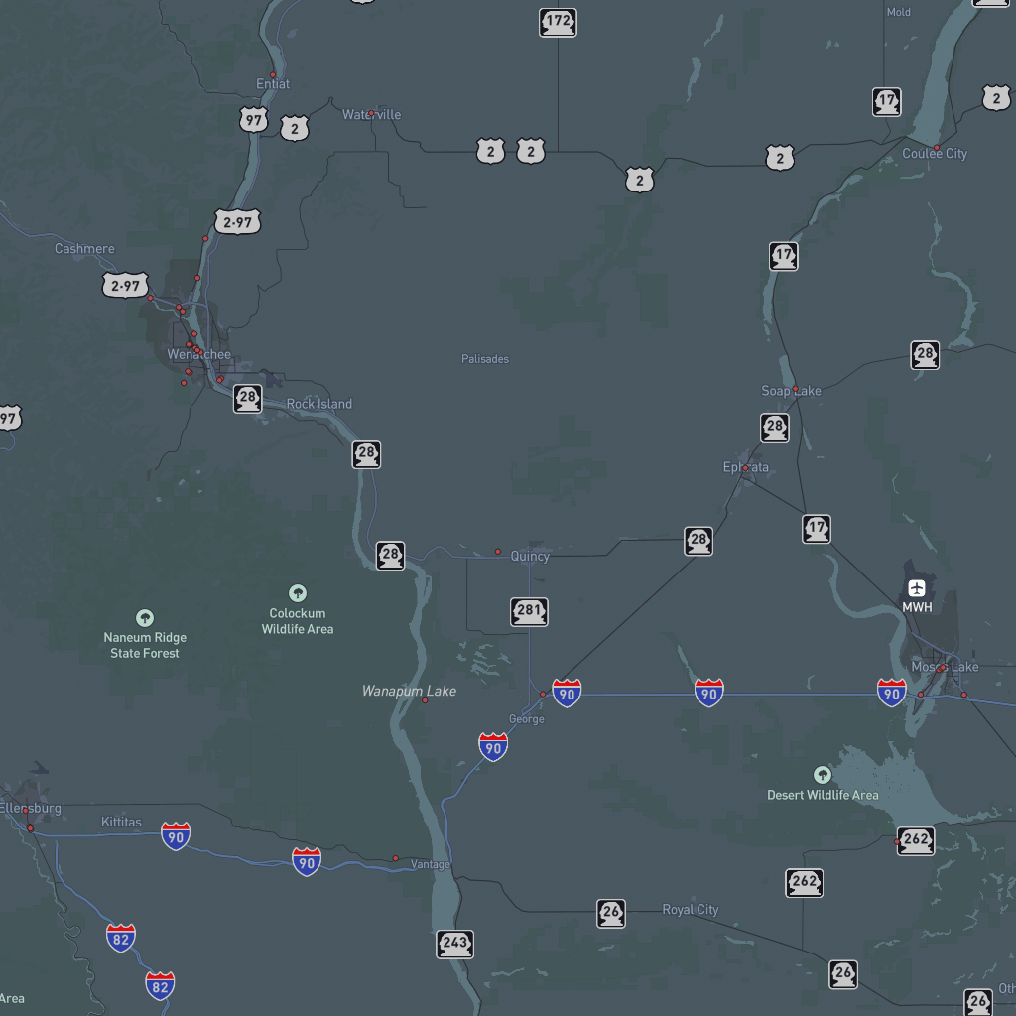 Mold
172
Entiat
17
2
97
2
Waterville
2
2
2
2
Coulee City
2-97
Cashmere
17
2-97
Wenatchee
Palisades
28
28
Rock Island
Soap Lake
97
28
28
Ephrata
28
Quincy
28
17
281
MWH
Colockum
Wildlife Area
Naneum Ridge
State Forest
Moses Lake
Wanapum Lake
90
90
90
George
90
Desert Wildlife Area
Ellensburg
Kittitas
90
90
Vantage
262
262
26
Royal City
82
243
26
82
Area
26
Oth